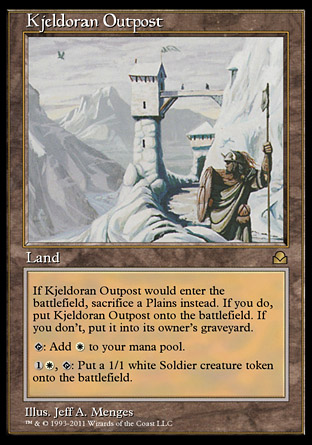 Kjeldoran Outpost
Land
If Kjeldoran Outpost would enter the
battlefield, sacrifice a Plains instead. If you do,
put Kjeldoran Outpost onto the battlefield. If
you don't, put it into its owner's graveyard.
: Add to your mana pool.
1 , : Put a 1/1 white Soldier creature token
onto the battlefield.
Illus. Jeff A. Menges
™ & © 1993-2011 Wizards of the Coast LLC